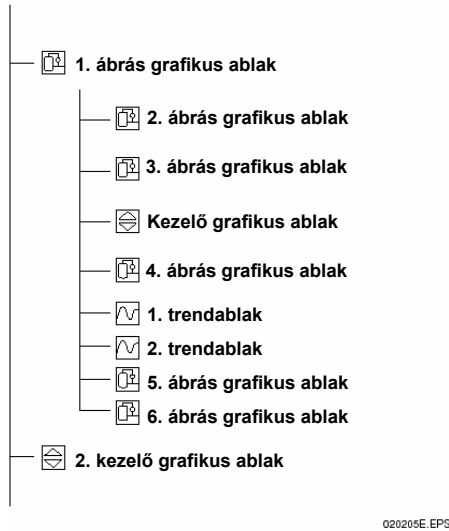 1. ábrás grafikus ablak
2. ábrás grafikus ablak
3. ábrás grafikus ablak
Kezelő grafikus ablak
4. ábrás grafikus ablak
1. trendablak
2. trendablak
5. ábrás grafikus ablak
6. ábrás grafikus ablak
2. kezelő grafikus ablak
020205E.EPS